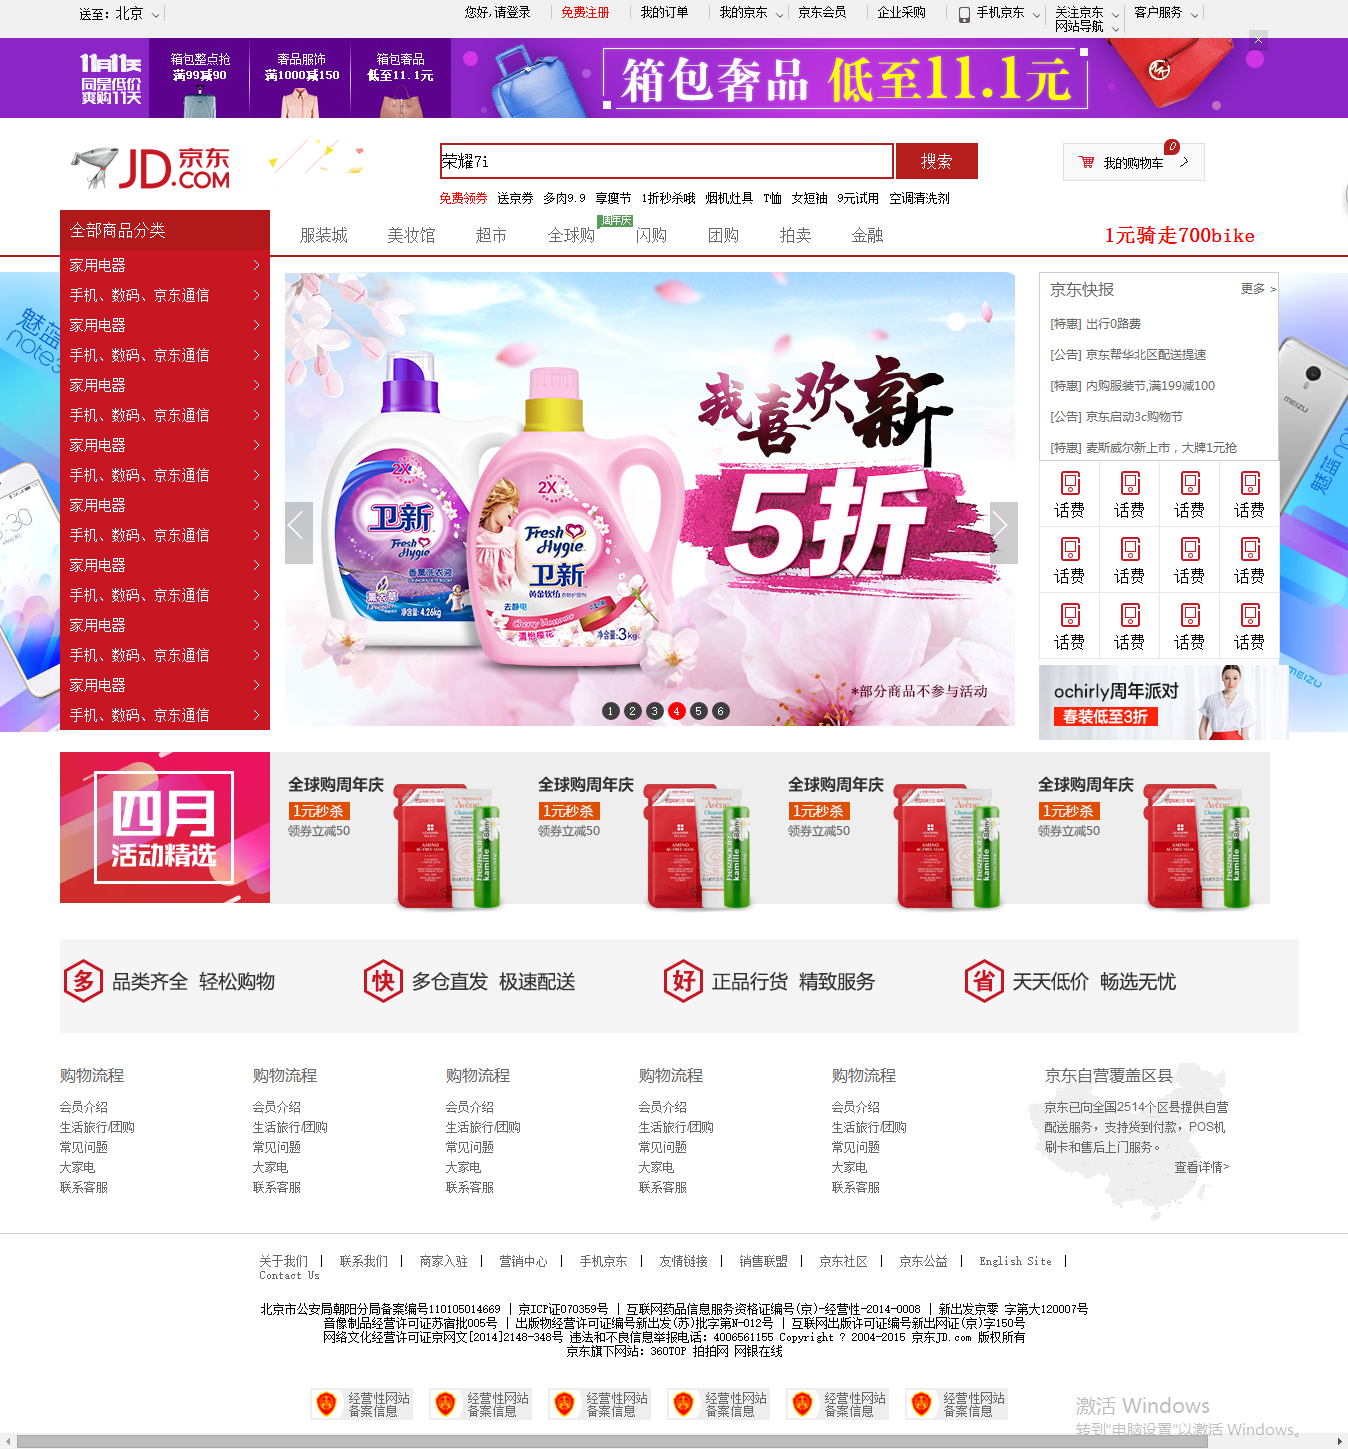 送至：北京
您好,请登录 免费注册 我的订单 我的京东 京东会员 企业采购 手机京东 关注京东 客户服务
网站导航
11月11天
同是低价
爽购11天
箱包整点抢
满99减90
奢品服饰
满1000减150
箱包奢品
低至11.1元
箱包奢品 低至11.1元
JD 京东
.COM
荣耀7i
搜索
我的购物车 0
免费领券 送京券 多肉9.9 享瘦节 1折秒杀哦 烟机灶具 T恤 女短袖 9元试用 空调清洗剂
全部商品分类
服装城 美妆馆 超市 全球购 周年庆 闪购 团购 拍卖 金融
1元骑走700bike
家用电器
手机、数码、京东通信
家用电器
手机、数码、京东通信
家用电器
手机、数码、京东通信
家用电器
手机、数码、京东通信
家用电器
手机、数码、京东通信
家用电器
手机、数码、京东通信
家用电器
手机、数码、京东通信
家用电器
手机、数码、京东通信
魅蓝
note3
我喜欢新
5折
2X
卫新
Fresh Hygie
香薰洗衣液
薰衣草
净含量:4.26kg
2X
Fresh Hygie
卫新
黄金软纺
去静电
Cherry blossoms
清怡樱花
净含量:3kg
*部分商品不参与活动
1 2 3 4 5 6
京东快报 更多 >
[特惠] 出行0路费
[公告] 京东帮华北区配送提速
[特惠] 内购服装节,满199减100
[公告] 京东启动3c购物节
[特惠] 麦斯威尔新上市，大牌1元抢
话费 话费 话费 话费
话费 话费 话费 话费
话费 话费 话费 话费
MEIZU
魅蓝
MEIZU
ochirly周年派对
春装低至3折
四月
活动精选
全球购周年庆 全球购周年庆 全球购周年庆 全球购周年庆
1元秒杀 1元秒杀 1元秒杀 1元秒杀
领券立减50 领券立减50 领券立减50 领券立减50
多 品类齐全 轻松购物
快 多仓直发 极速配送
好 正品行货 精致服务
省 天天低价 畅选无忧
购物流程 购物流程 购物流程 购物流程 购物流程
会员介绍 会员介绍 会员介绍 会员介绍 会员介绍
生活旅行/团购 生活旅行/团购 生活旅行/团购 生活旅行/团购 生活旅行/团购
常见问题 常见问题 常见问题 常见问题 常见问题
大家电 大家电 大家电 大家电 大家电
联系客服 联系客服 联系客服 联系客服 联系客服
京东自营覆盖区县
京东已向全国2514个区县提供自营
配送服务，支持货到付款，POS机
刷卡和售后上门服务。
查看详情>
关于我们 | 联系我们 | 商家入驻 | 营销中心 | 手机京东 | 友情链接 | 销售联盟 | 京东社区 | 京东公益 | English Site |
Contact Us
北京市公安局朝阳分局备案编号110105014669 | 京ICP证070359号 | 互联网药品信息服务资格证编号(京)-经营性-2014-0008 | 新出发京零 字第大120007号
音像制品经营许可证苏宿批005号 | 出版物经营许可证编号新出发(苏)批字第N-012号 | 互联网出版许可证编号新出网证(京)字150号
网络文化经营许可证京网文[2014]2148-348号 违法和不良信息举报电话：4006561155 Copyright ? 2004-2015 京东JD.com 版权所有
京东旗下网站：360TOP 拍拍网 网银在线
经营性网站 经营性网站 经营性网站 经营性网站 经营性网站 经营性网站
备案信息 备案信息 备案信息 备案信息 备案信息 备案信息
激活 Windows
转到“电脑设置”以激活 Windows。